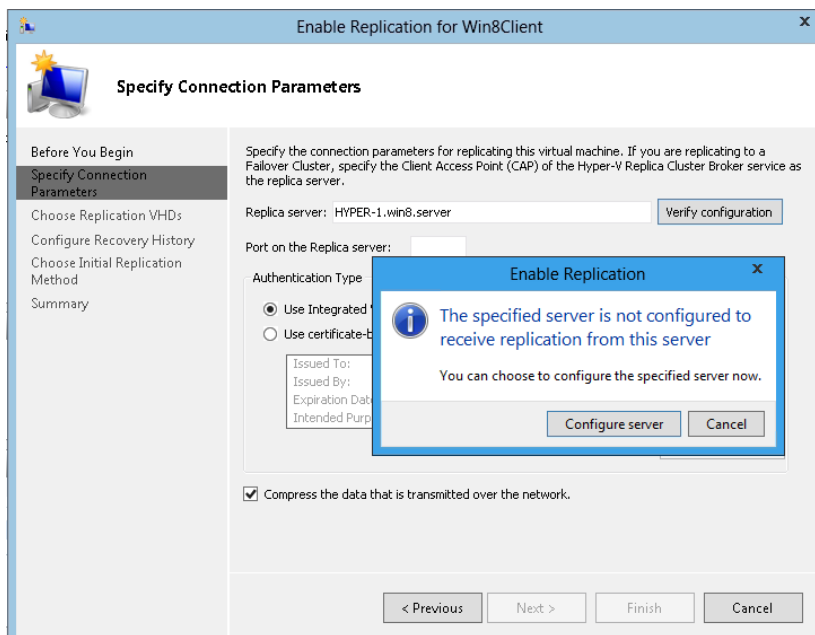 Enable Replication for Win8Client
x
Specify Connection Parameters
Before You Begin
Specify Connection
Parameters
Choose Replication VHDs
Configure Recovery History
Choose Initial Replication
Method
Summary
Specify the connection parameters for replicating this virtual machine. If you are replicating to a
Failover Cluster, specify the Client Access Point (CAP) of the Hyper-V Replica Cluster Broker service as
the replica server.
Replica server: HYPER-1.win8.server
Verify configuration
Port on the Replica server:
Authentication Type
Use Integrated
Use certificate-b
Issued To:
Issued By:
Expiration Dat
Intended Purp
Enable Replication
x
The specified server is not configured to
receive replication from this server
You can choose to configure the specified server now.
Configure server
Cancel
Compress the data that is transmitted over the network.
< Previous
Next >
Finish
Cancel